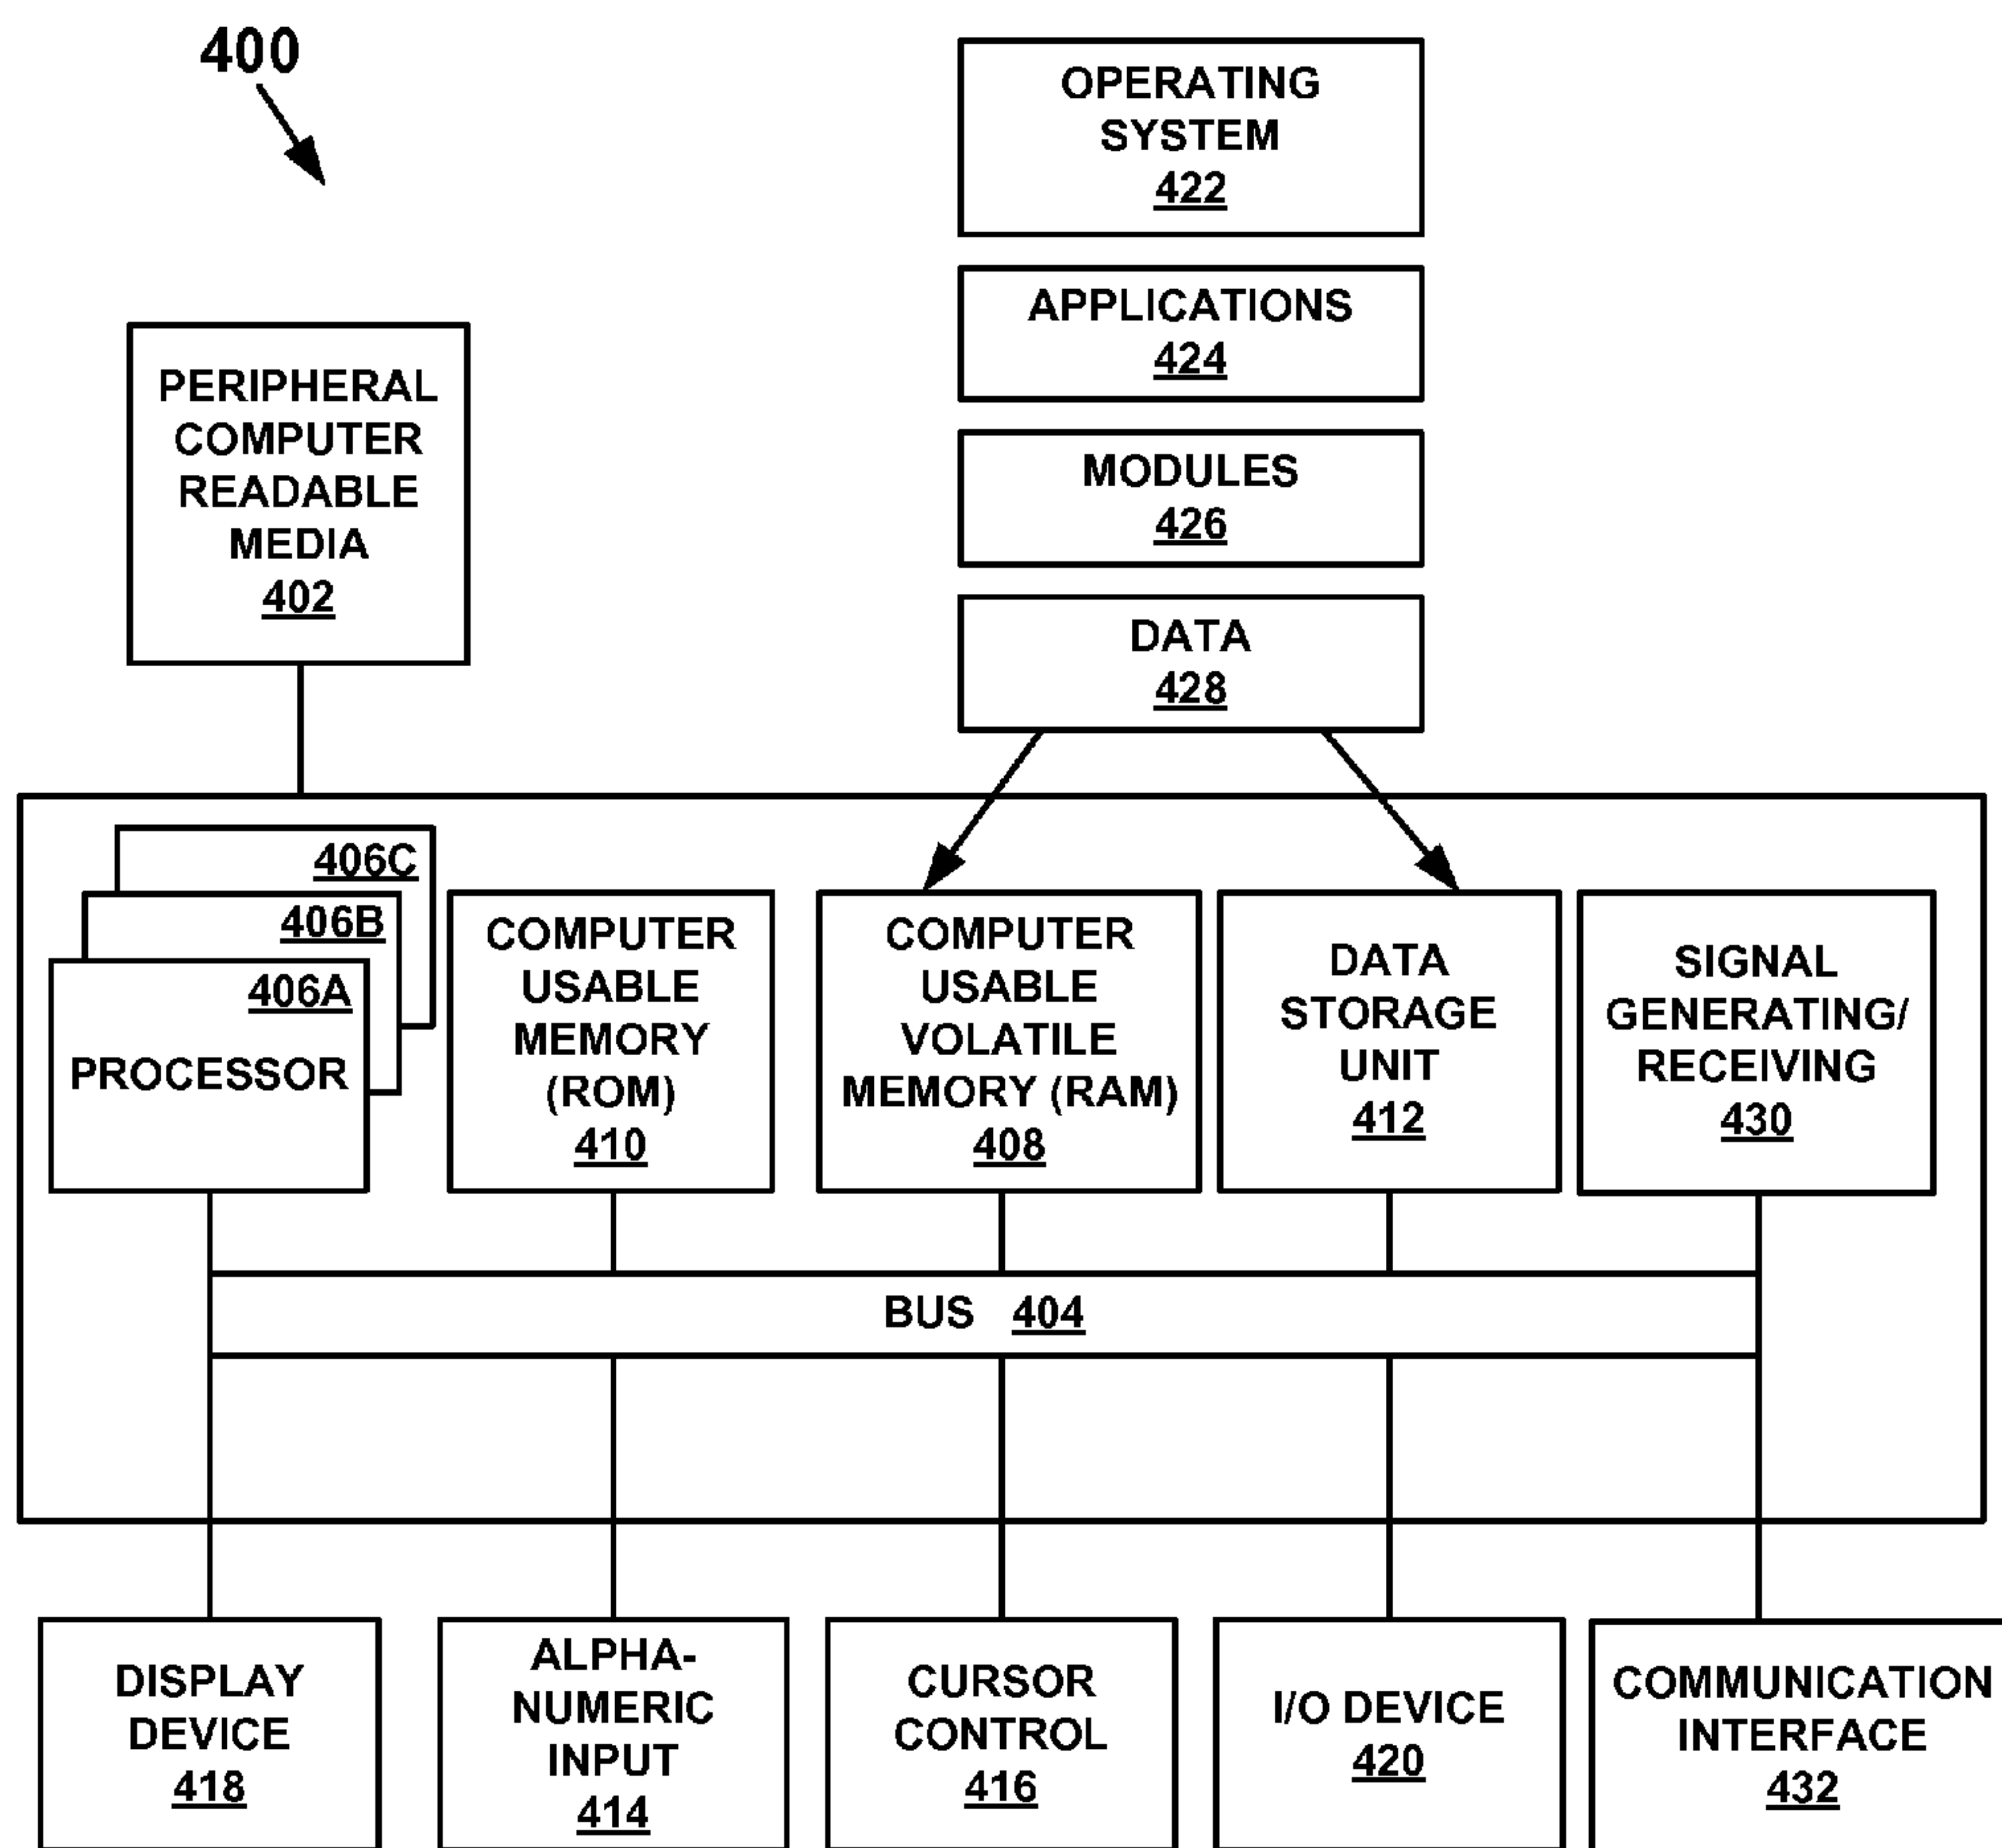 400
OPERATING
SYSTEM
422
APPLICATIONS
424
MODULES
426
DATA
428
PERIPHERAL
COMPUTER
READABLE
MEDIA
402
406C
406B
406A
PROCESSOR
COMPUTER
USABLE
MEMORY
(ROM)
410
COMPUTER
USABLE
VOLATILE
MEMORY (RAM)
408
DATA
STORAGE
UNIT
412
SIGNAL
GENERATING/
RECEIVING
430
BUS 404
DISPLAY
DEVICE
418
ALPHA-
NUMERIC
INPUT
414
CURSOR
CONTROL
416
I/O DEVICE
420
COMMUNICATION
INTERFACE
432